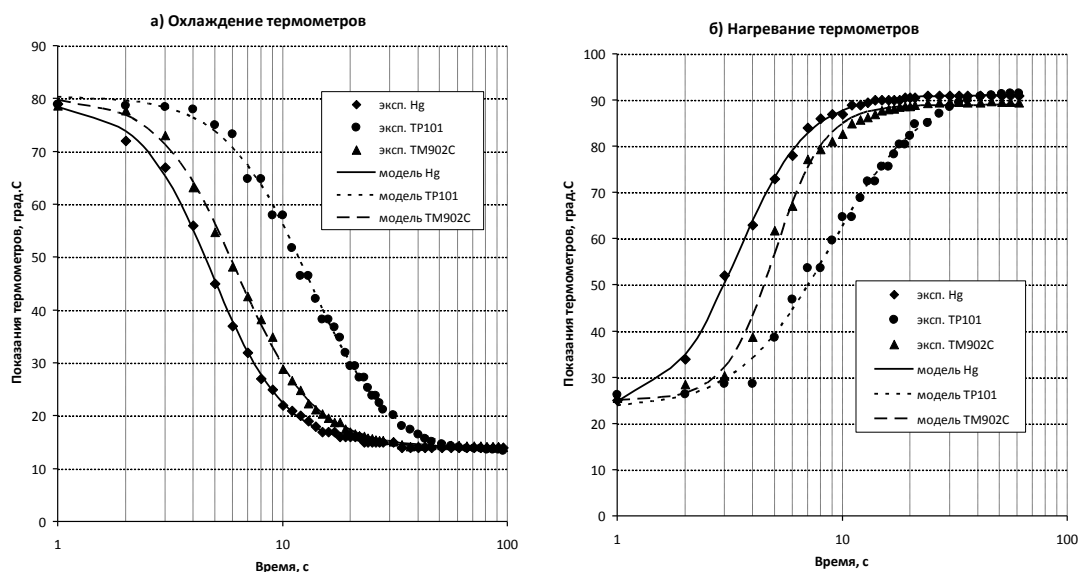 а) Охлаждение термометров
90
80
70
60
50
40
30
20
10
0
Показания термометров, град.С
1
10
100
Время, с
эксп. Hg
эксп. TP101
эксп. TM902C
модель Hg
модель TP101
модель TM902C
б) Нагревание термометров
100
90
80
70
60
50
40
30
20
10
0
Показания термометров, град.С
1
10
100
Время, с
эксп. Hg
эксп. TP101
эксп. TM902C
модель Hg
модель TP101
модель TM902C